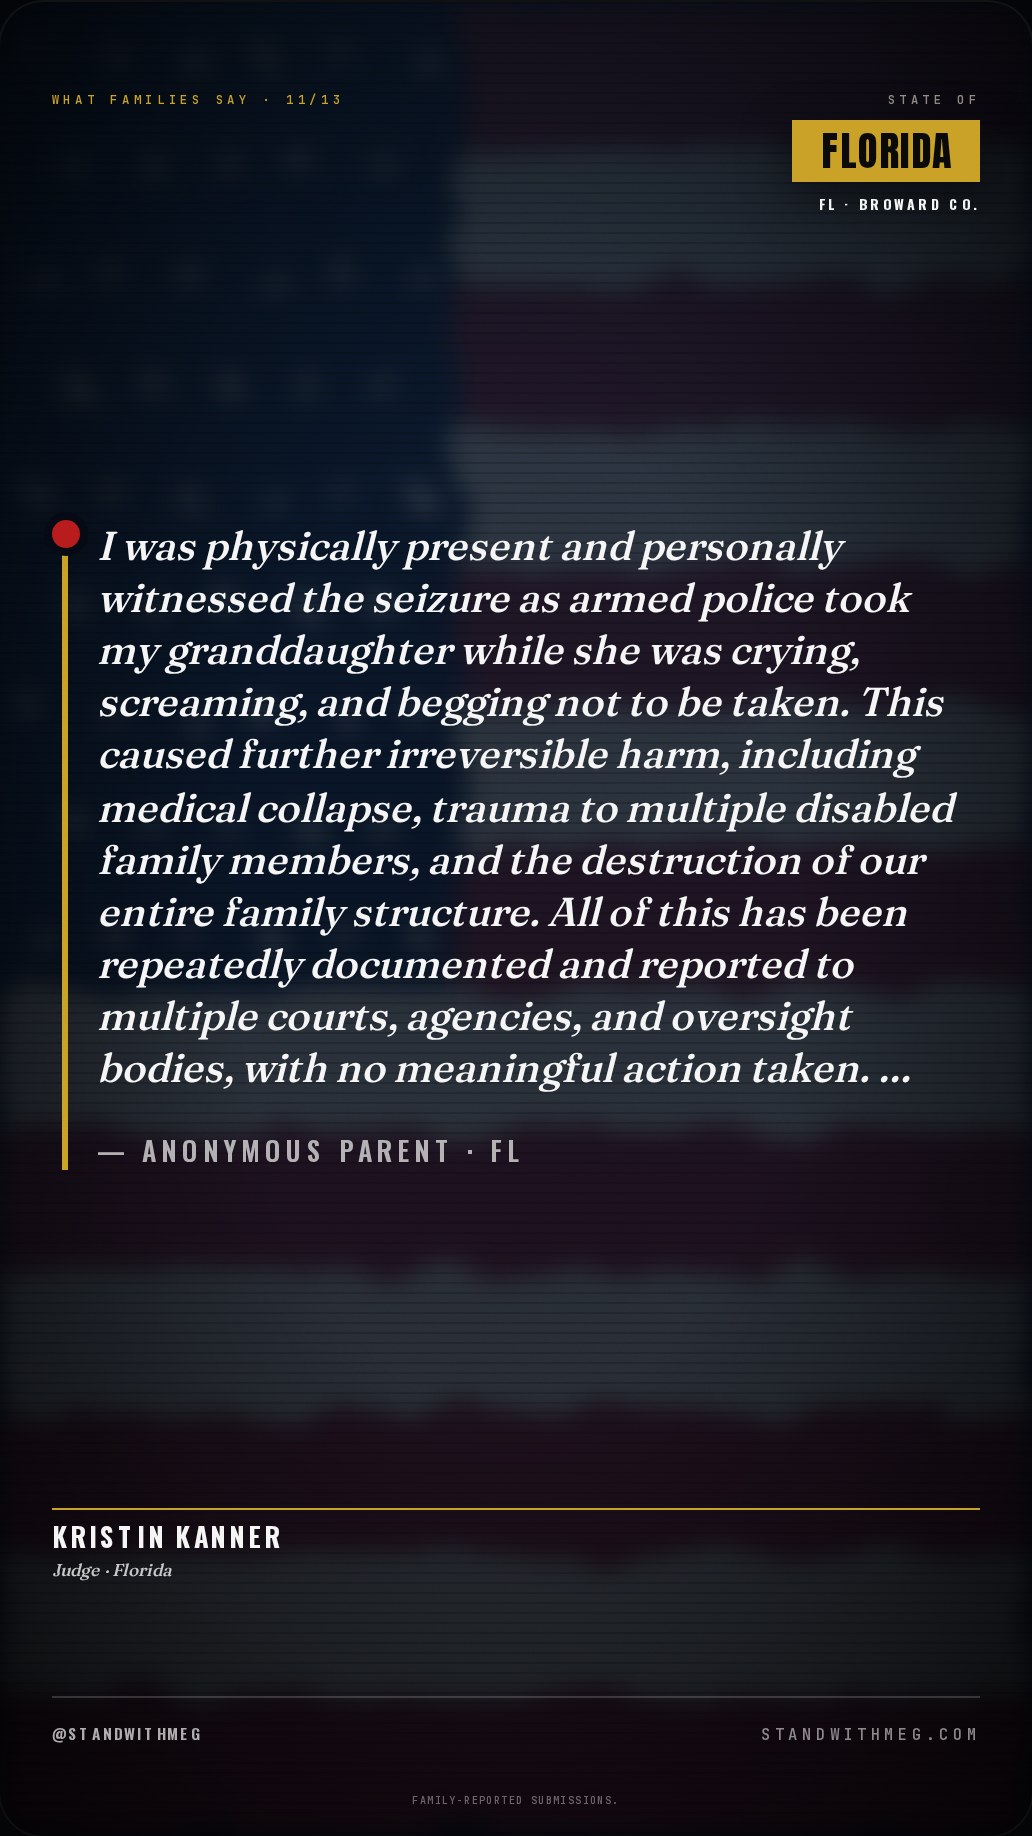 WHAT FAMILIES SAY · 11/13
STATE OF
FLORIDA
FL · BROWARD CO.
I was physically present and personally
witnessed the seizure as armed police took
my granddaughter while she was crying,
screaming, and begging not to be taken. This
caused further irreversible harm, including
medical collapse, trauma to multiple disabled
family members, and the destruction of our
entire family structure. All of this has been
repeatedly documented and reported to
multiple courts, agencies, and oversight
bodies, with no meaningful action taken. ...
— ANONYMOUS PARENT · FL
KRISTIN KANNER
Judge · Florida
@STANDWITHMEG
STANDWITHMEG.COM
FAMILY-REPORTED SUBMISSIONS.